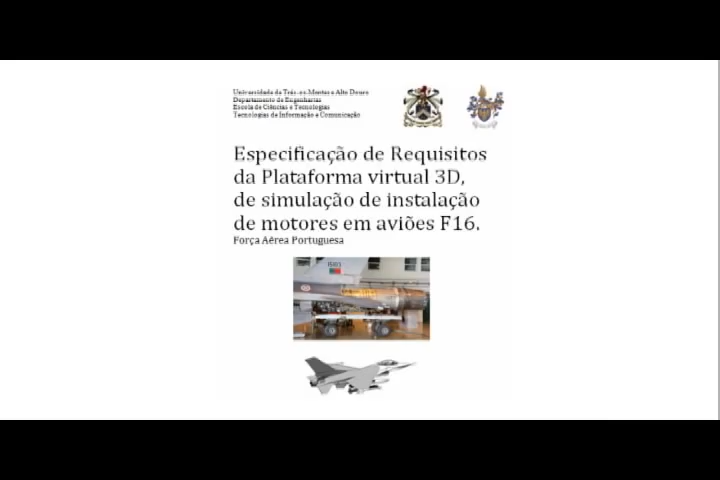 Universidade de Trás-os-Montes e Alto Douro
Departamento de Engenharias
Escola de Ciências e Tecnologias
Tecnologias de Informação e Comunicação
Especificação de Requisitos
da Plataforma virtual 3D,
de simulação de instalação
de motores em aviões F16.
Força Aérea Portuguesa